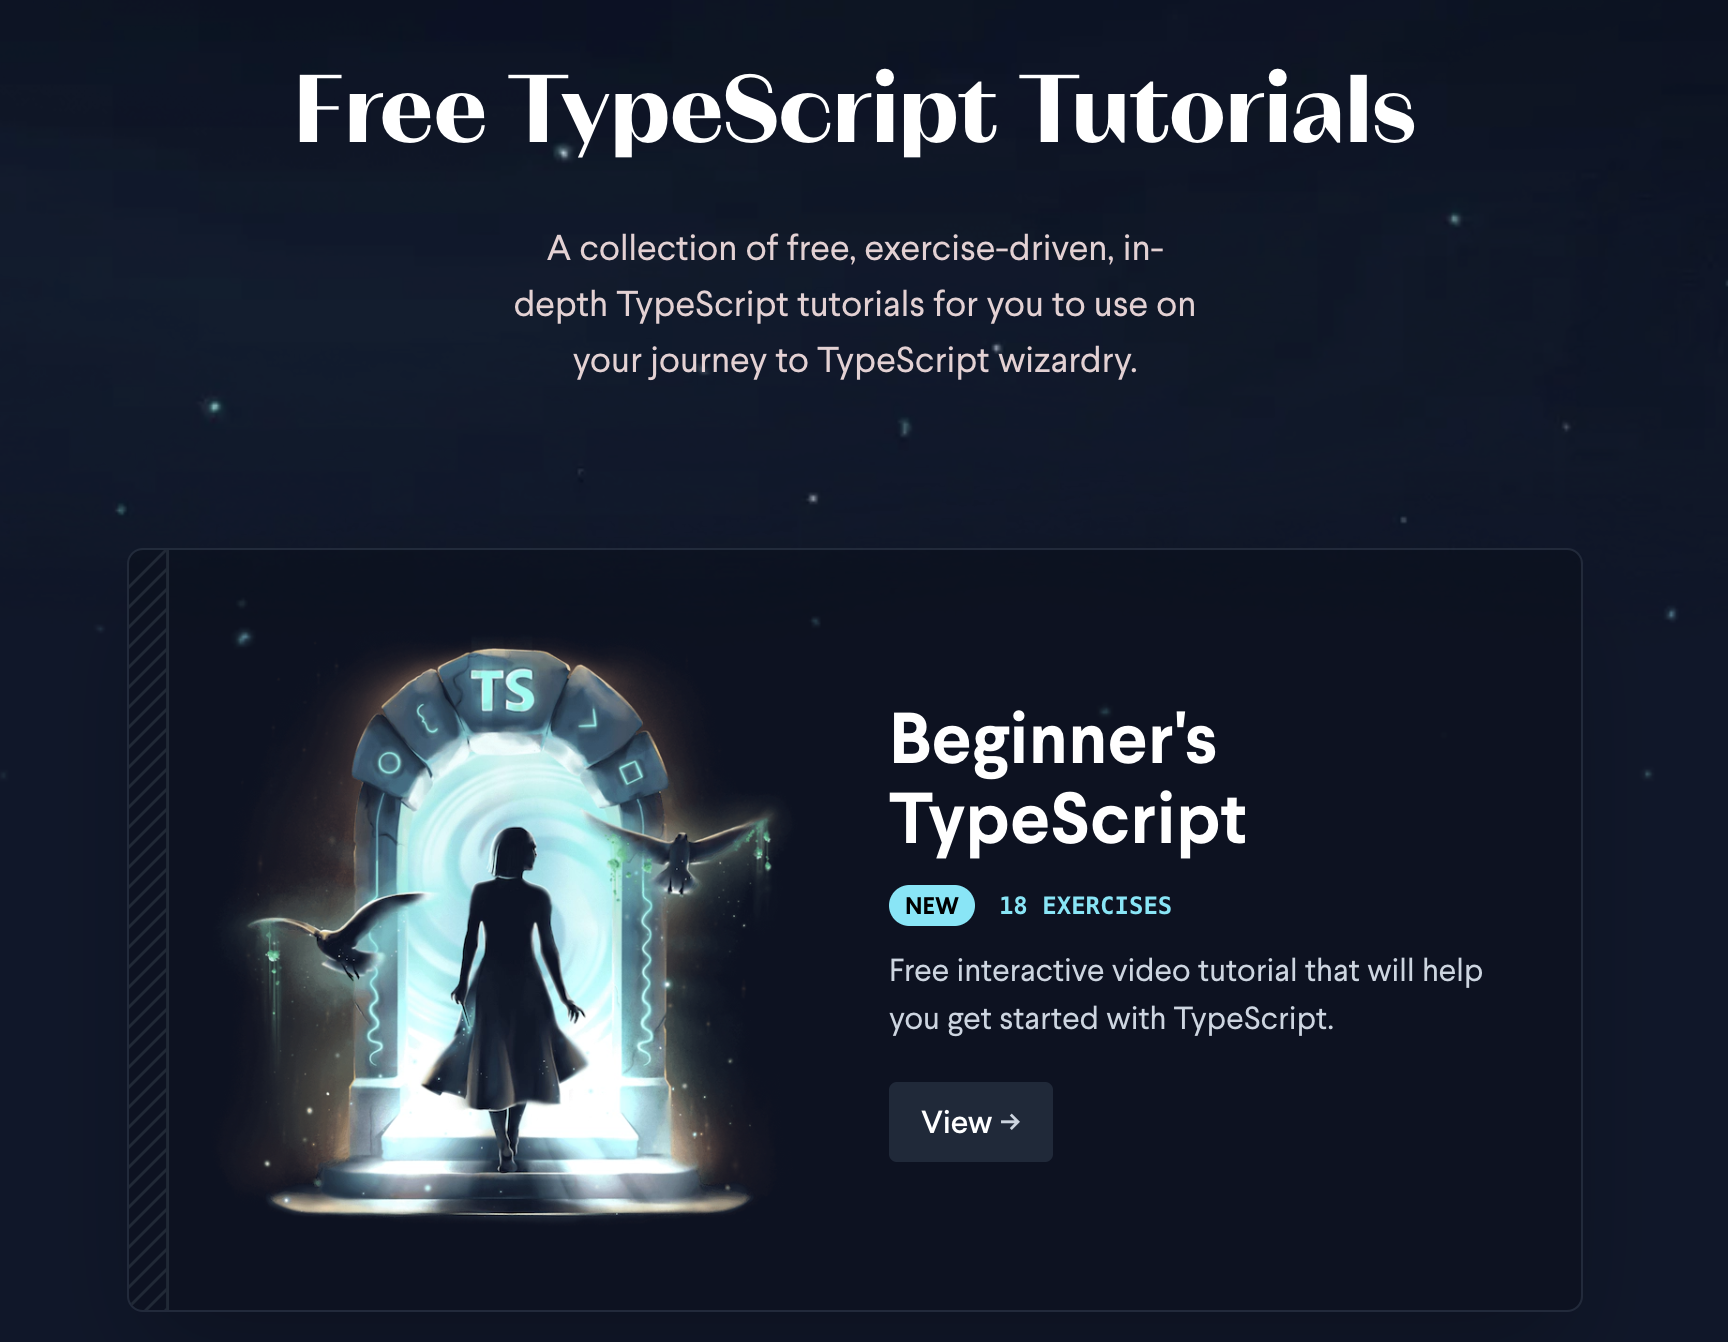 Free TypeScript Tutorials
A collection of free, exercise-driven, in-
depth TypeScript tutorials for you to use on
your journey to TypeScript wizardry.
TS
Beginner's
TypeScript
NEW 18 EXERCISES
Free interactive video tutorial that will help
you get started with TypeScript.
View →